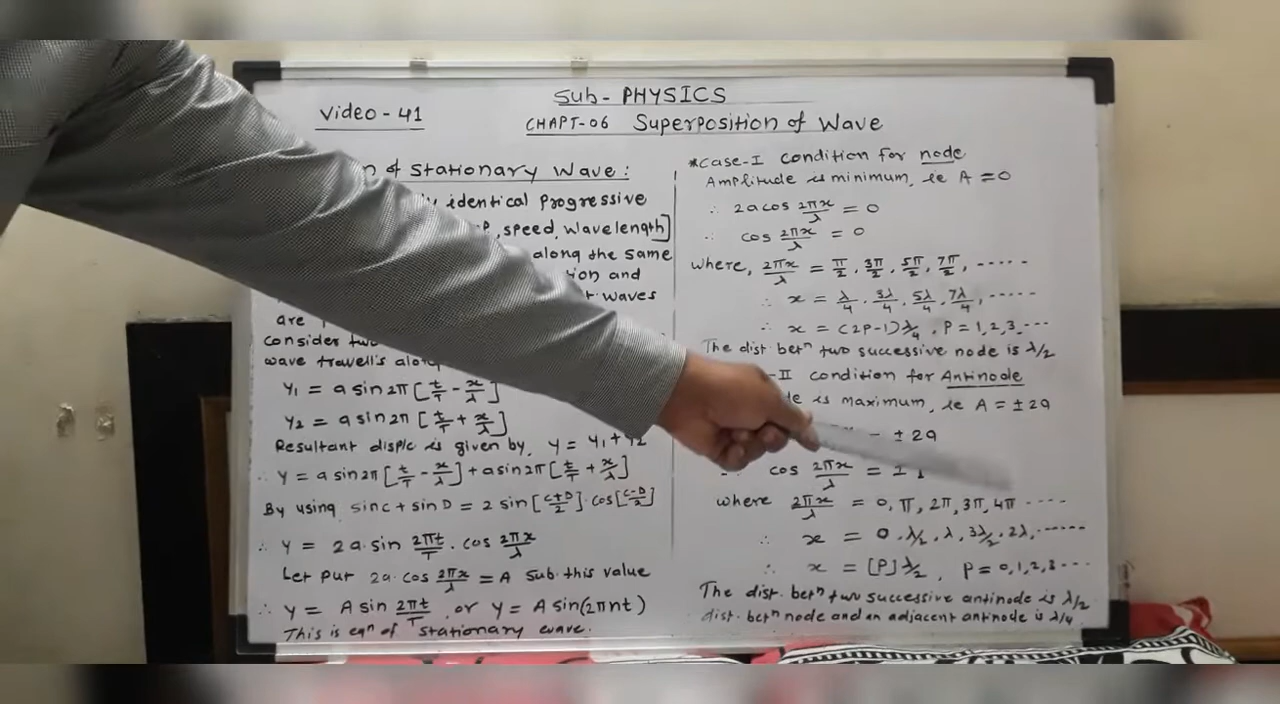 Sub- PHYSICS
Video - 41
CHAPT-06 Superposition of Wave
of Stationary Wave:
identical Progressive
, speed, wavelength]
along the same
and
waves
are
consider two
wave travell's along
Y₁ = a sin 2π [t/T - x/λ]
Y₂ = a sin 2π [t/T + x/λ]
Resultant displc is given by, y = y₁ + y₂
∴ Y = a sin 2π [t/T - x/λ] + a sin 2π [t/T + x/λ]
By using sin C + sin D = 2 sin [C+D/2] · cos [C-D/2]
∴ Y = 2a · sin 2πt/T · cos 2πx/λ
Let put 2a · cos 2πx/λ = A sub. this value
∴ Y = A sin 2πt/T or y = A sin(2πnt)
This is eqⁿ of stationary wave.
*Case-I condition for node
Amplitude is minimum, ie A = 0
∴ 2a cos 2πx/λ = 0
∴ cos 2πx/λ = 0
where, 2πx/λ = π/2, 3π/2, 5π/2, 7π/2, -----
∴ x = λ/4, 3λ/4, 5λ/4, 7λ/4, -----
∴ x = (2P-1)λ/4, P = 1,2,3,---
The dist. betⁿ two successive node is λ/2
-II condition for Antinode
is maximum, ie A = ±2a
±2a
∴ cos 2πx/λ = ±1
where 2πx/λ = 0, π, 2π, 3π, 4π ----
∴ x = 0, λ/2, λ, 3λ/2, 2λ, ------
∴ x = [P]λ/2, P = 0,1,2,3---
The dist. betⁿ two successive antinode is λ/2
dist. betⁿ node and an adjacent antinode is λ/4.